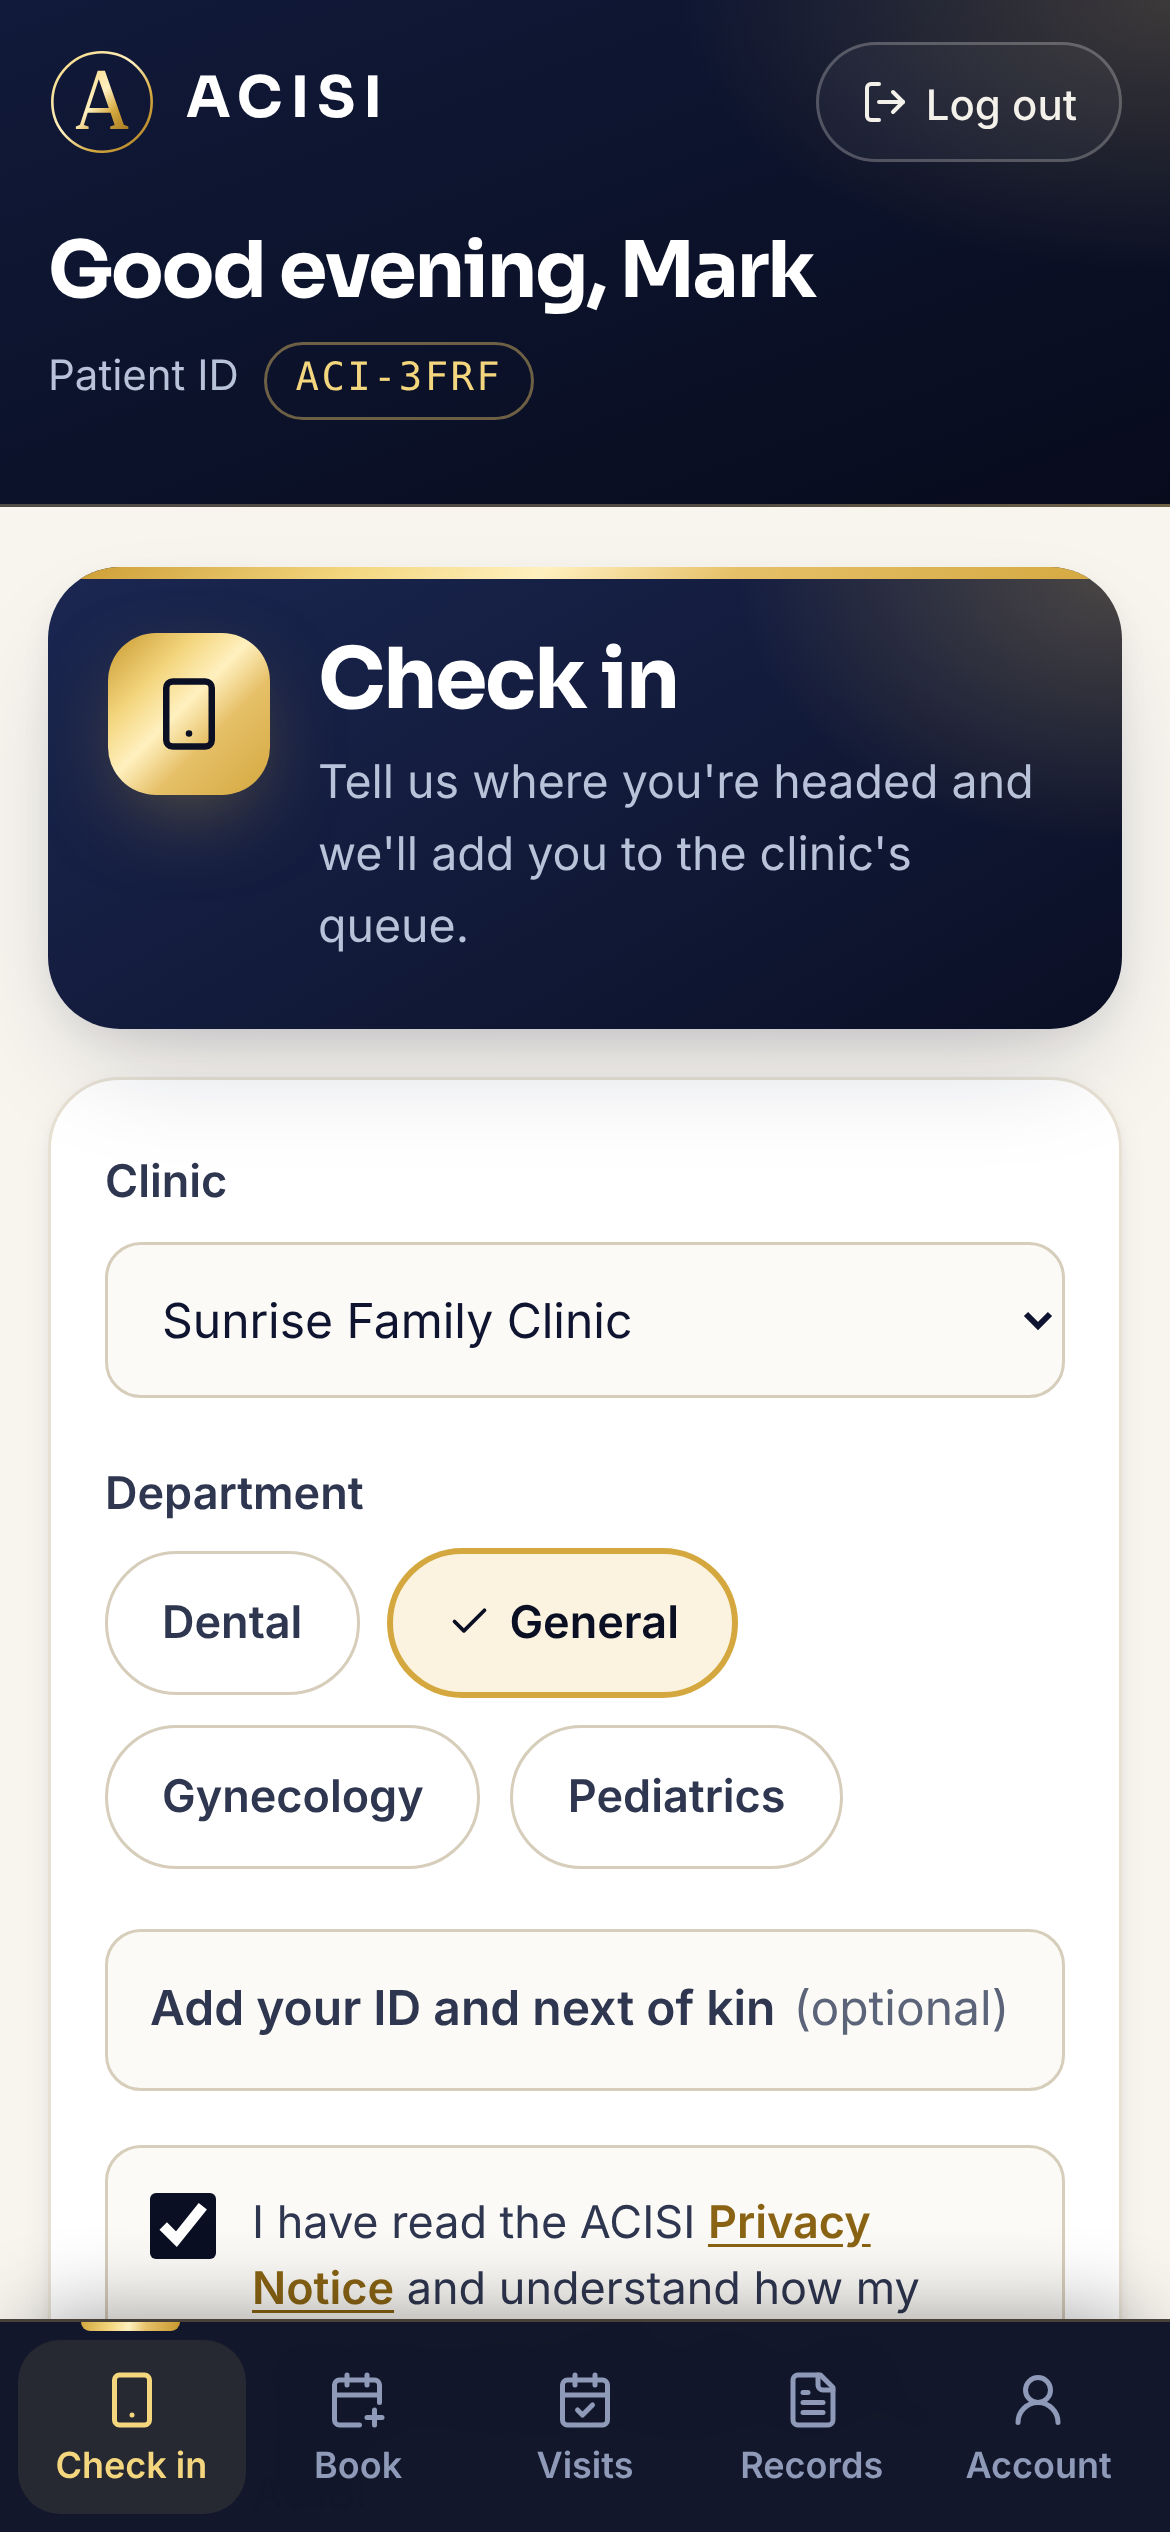 A ACISI
Log out
Good evening, Mark
Patient ID ACI-3FRF
Check in
Tell us where you're headed and
we'll add you to the clinic's
queue.
Clinic
Sunrise Family Clinic
Department
Dental
General
Gynecology
Pediatrics
Add your ID and next of kin (optional)
I have read the ACISI Privacy
Notice and understand how my
Check in
Book
Visits
Records
Account